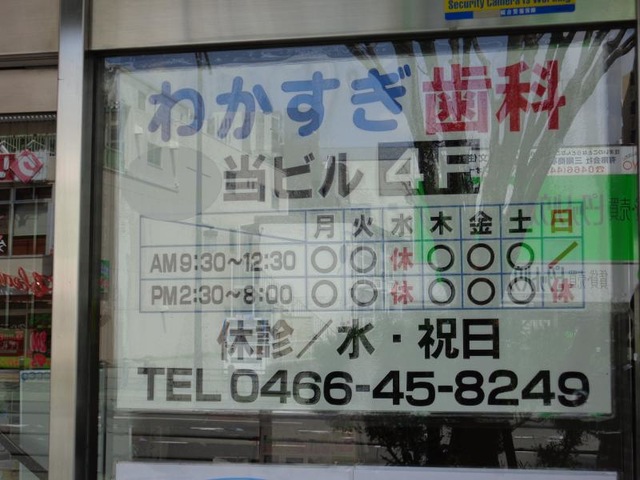 Security Camera is Working
わかすぎ歯科
当ビル4F
月 火 水 木 金 土 日
AM9:30~12:30 ○ ○ 休 ○ ○ ○ /
PM2:30~8:00 ○ ○ 休 ○ ○ ○ 休
休診/水・祝日
TEL 0466-45-8249